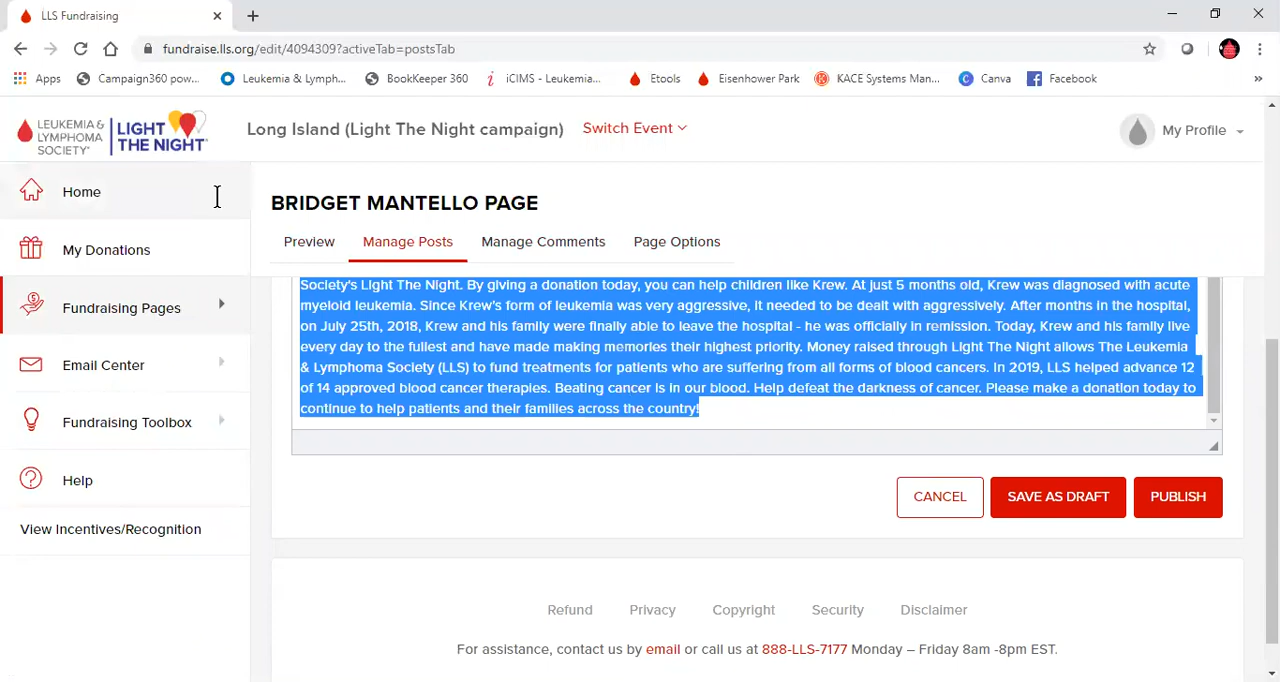 LLS Fundraising
fundraise.lls.org/edit/4094309?activeTab=postsTab
Apps Campaign360 pow... Leukemia & Lymph... BookKeeper 360 iCIMS - Leukemia... Etools Eisenhower Park KACE Systems Man... Canva Facebook »
LEUKEMIA &
LYMPHOMA
SOCIETY®
LIGHT
THE NIGHT®
Long Island (Light The Night campaign) Switch Event My Profile
Home
My Donations
Fundraising Pages
Email Center
Fundraising Toolbox
Help
View Incentives/Recognition
BRIDGET MANTELLO PAGE
Preview Manage Posts Manage Comments Page Options
Society's Light The Night. By giving a donation today, you can help children like Krew. At just 5 months old, Krew was diagnosed with acute
myeloid leukemia. Since Krew's form of leukemia was very aggressive, it needed to be dealt with aggressively. After months in the hospital,
on July 25th, 2018, Krew and his family were finally able to leave the hospital - he was officially in remission. Today, Krew and his family live
every day to the fullest and have made making memories their highest priority. Money raised through Light The Night allows The Leukemia
& Lymphoma Society (LLS) to fund treatments for patients who are suffering from all forms of blood cancers. In 2019, LLS helped advance 12
of 14 approved blood cancer therapies. Beating cancer is in our blood. Help defeat the darkness of cancer. Please make a donation today to
continue to help patients and their families across the country!
CANCEL SAVE AS DRAFT PUBLISH
Refund Privacy Copyright Security Disclaimer
For assistance, contact us by email or call us at 888-LLS-7177 Monday – Friday 8am -8pm EST.